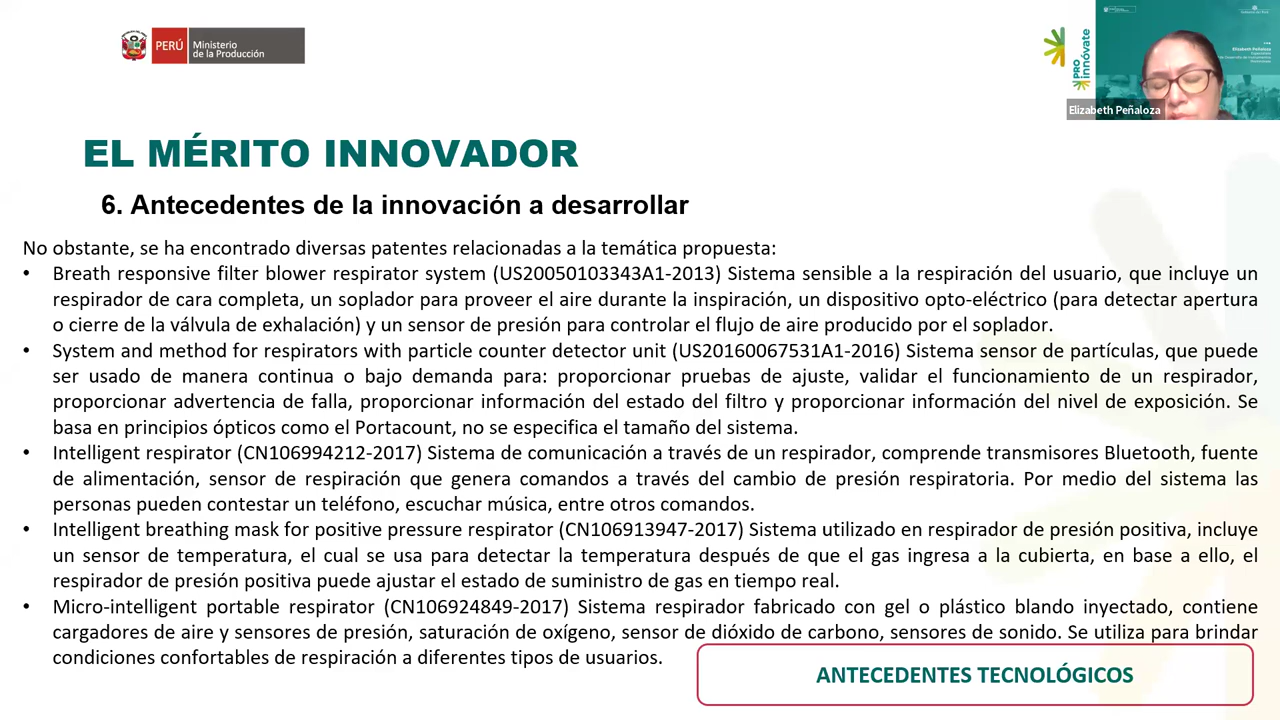 PERÚ
Ministerio
de la Producción
PRO
innóvate
Elizabeth Peñaloza
Elizabeth Peñaloza
EL MÉRITO INNOVADOR
6. Antecedentes de la innovación a desarrollar
No obstante, se ha encontrado diversas patentes relacionadas a la temática propuesta:
• Breath responsive filter blower respirator system (US20050103343A1-2013) Sistema sensible a la respiración del usuario, que incluye un
respirador de cara completa, un soplador para proveer el aire durante la inspiración, un dispositivo opto-eléctrico (para detectar apertura
o cierre de la válvula de exhalación) y un sensor de presión para controlar el flujo de aire producido por el soplador.
• System and method for respirators with particle counter detector unit (US20160067531A1-2016) Sistema sensor de partículas, que puede
ser usado de manera continua o bajo demanda para: proporcionar pruebas de ajuste, validar el funcionamiento de un respirador,
proporcionar advertencia de falla, proporcionar información del estado del filtro y proporcionar información del nivel de exposición. Se
basa en principios ópticos como el Portacount, no se especifica el tamaño del sistema.
• Intelligent respirator (CN106994212-2017) Sistema de comunicación a través de un respirador, comprende transmisores Bluetooth, fuente
de alimentación, sensor de respiración que genera comandos a través del cambio de presión respiratoria. Por medio del sistema las
personas pueden contestar un teléfono, escuchar música, entre otros comandos.
• Intelligent breathing mask for positive pressure respirator (CN106913947-2017) Sistema utilizado en respirador de presión positiva, incluye
un sensor de temperatura, el cual se usa para detectar la temperatura después de que el gas ingresa a la cubierta, en base a ello, el
respirador de presión positiva puede ajustar el estado de suministro de gas en tiempo real.
• Micro-intelligent portable respirator (CN106924849-2017) Sistema respirador fabricado con gel o plástico blando inyectado, contiene
cargadores de aire y sensores de presión, saturación de oxígeno, sensor de dióxido de carbono, sensores de sonido. Se utiliza para brindar
condiciones confortables de respiración a diferentes tipos de usuarios.
ANTECEDENTES TECNOLÓGICOS